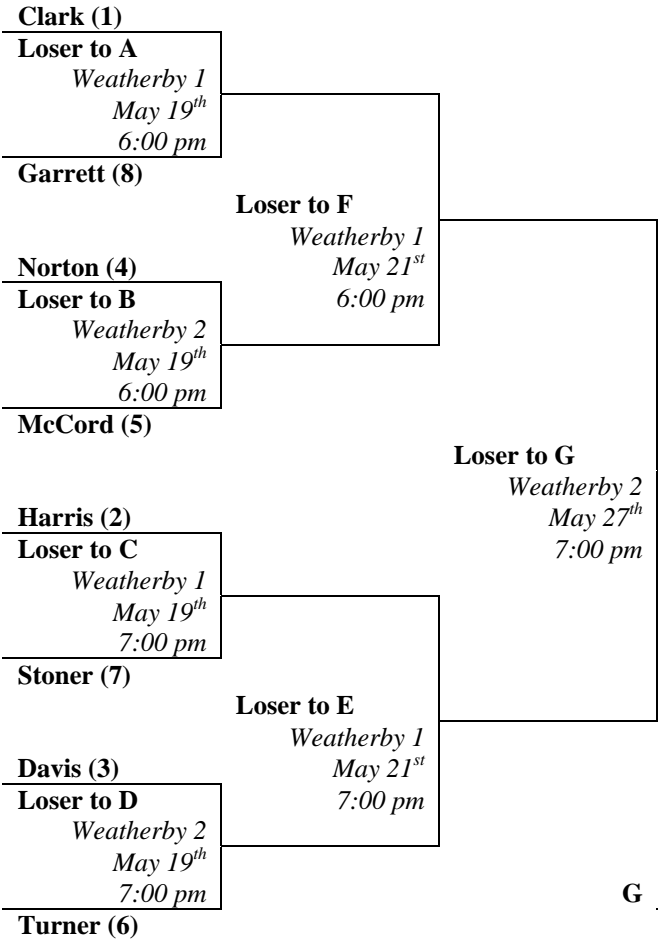 Clark (1)
Loser to A
Weatherby 1
May 19th
6:00 pm
Garrett (8)
Loser to F
Weatherby 1
May 21st
6:00 pm
Norton (4)
Loser to B
Weatherby 2
May 19th
6:00 pm
McCord (5)
Loser to G
Weatherby 2
May 27th
7:00 pm
Harris (2)
Loser to C
Weatherby 1
May 19th
7:00 pm
Stoner (7)
Loser to E
Weatherby 1
May 21st
7:00 pm
Davis (3)
Loser to D
Weatherby 2
May 19th
7:00 pm
Turner (6)
G